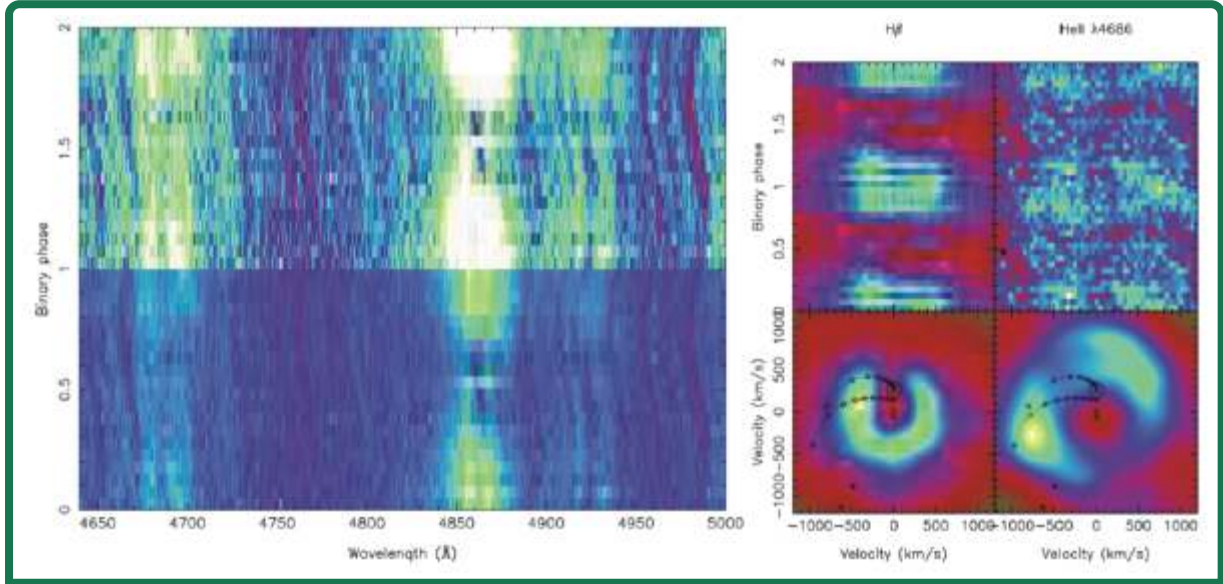 Hβ HeII λ4686
Binary phase
2
1.5
1
0.5
0
4650 4700 4750 4800 4850 4900 4950 5000
Wavelength (Å)
Binary phase
2
1.5
1
0.5
Velocity (km/s)
1000
500
0
-500
-1000
-1000 -500 0 500 -1000 -500 0 500
Velocity (km/s) Velocity (km/s)